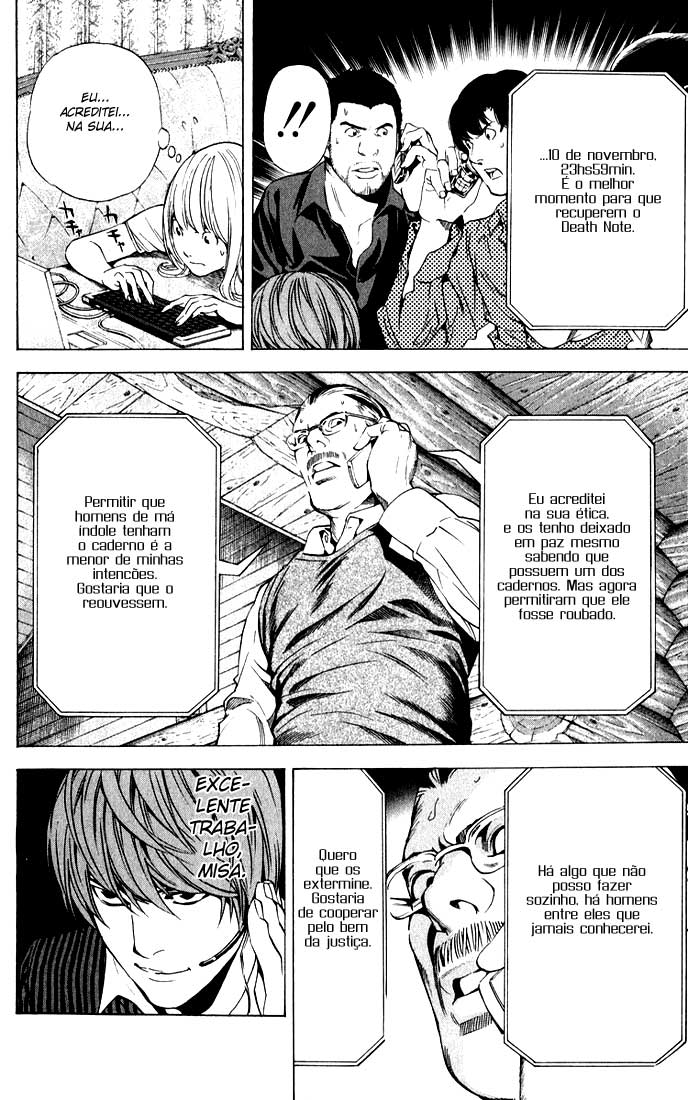 ...10 de novembro,
23hs59min.
É o melhor
momento para que
recuperem o
Death Note.
!!
EU...
ACREDITEI...
NA SUA...
Eu acreditei
na sua ética,
e os tenho deixado
em paz mesmo
sabendo que
possuem um dos
cadernos. Mas agora
permitiram que ele
fosse roubado.
Permitir que
homens de má
índole tenham
o caderno é a
menor de minhas
intencões.
Gostaria que o
reouvessem.
Há algo que não
posso fazer
sozinho, há homens
entre eles que
jamais conhecerei.
Quero
que os
extermine.
Gostaria
de cooperar
pelo bem
da justiça.
EXCE-
LENTE
TRABA-
LHO,
MISA.